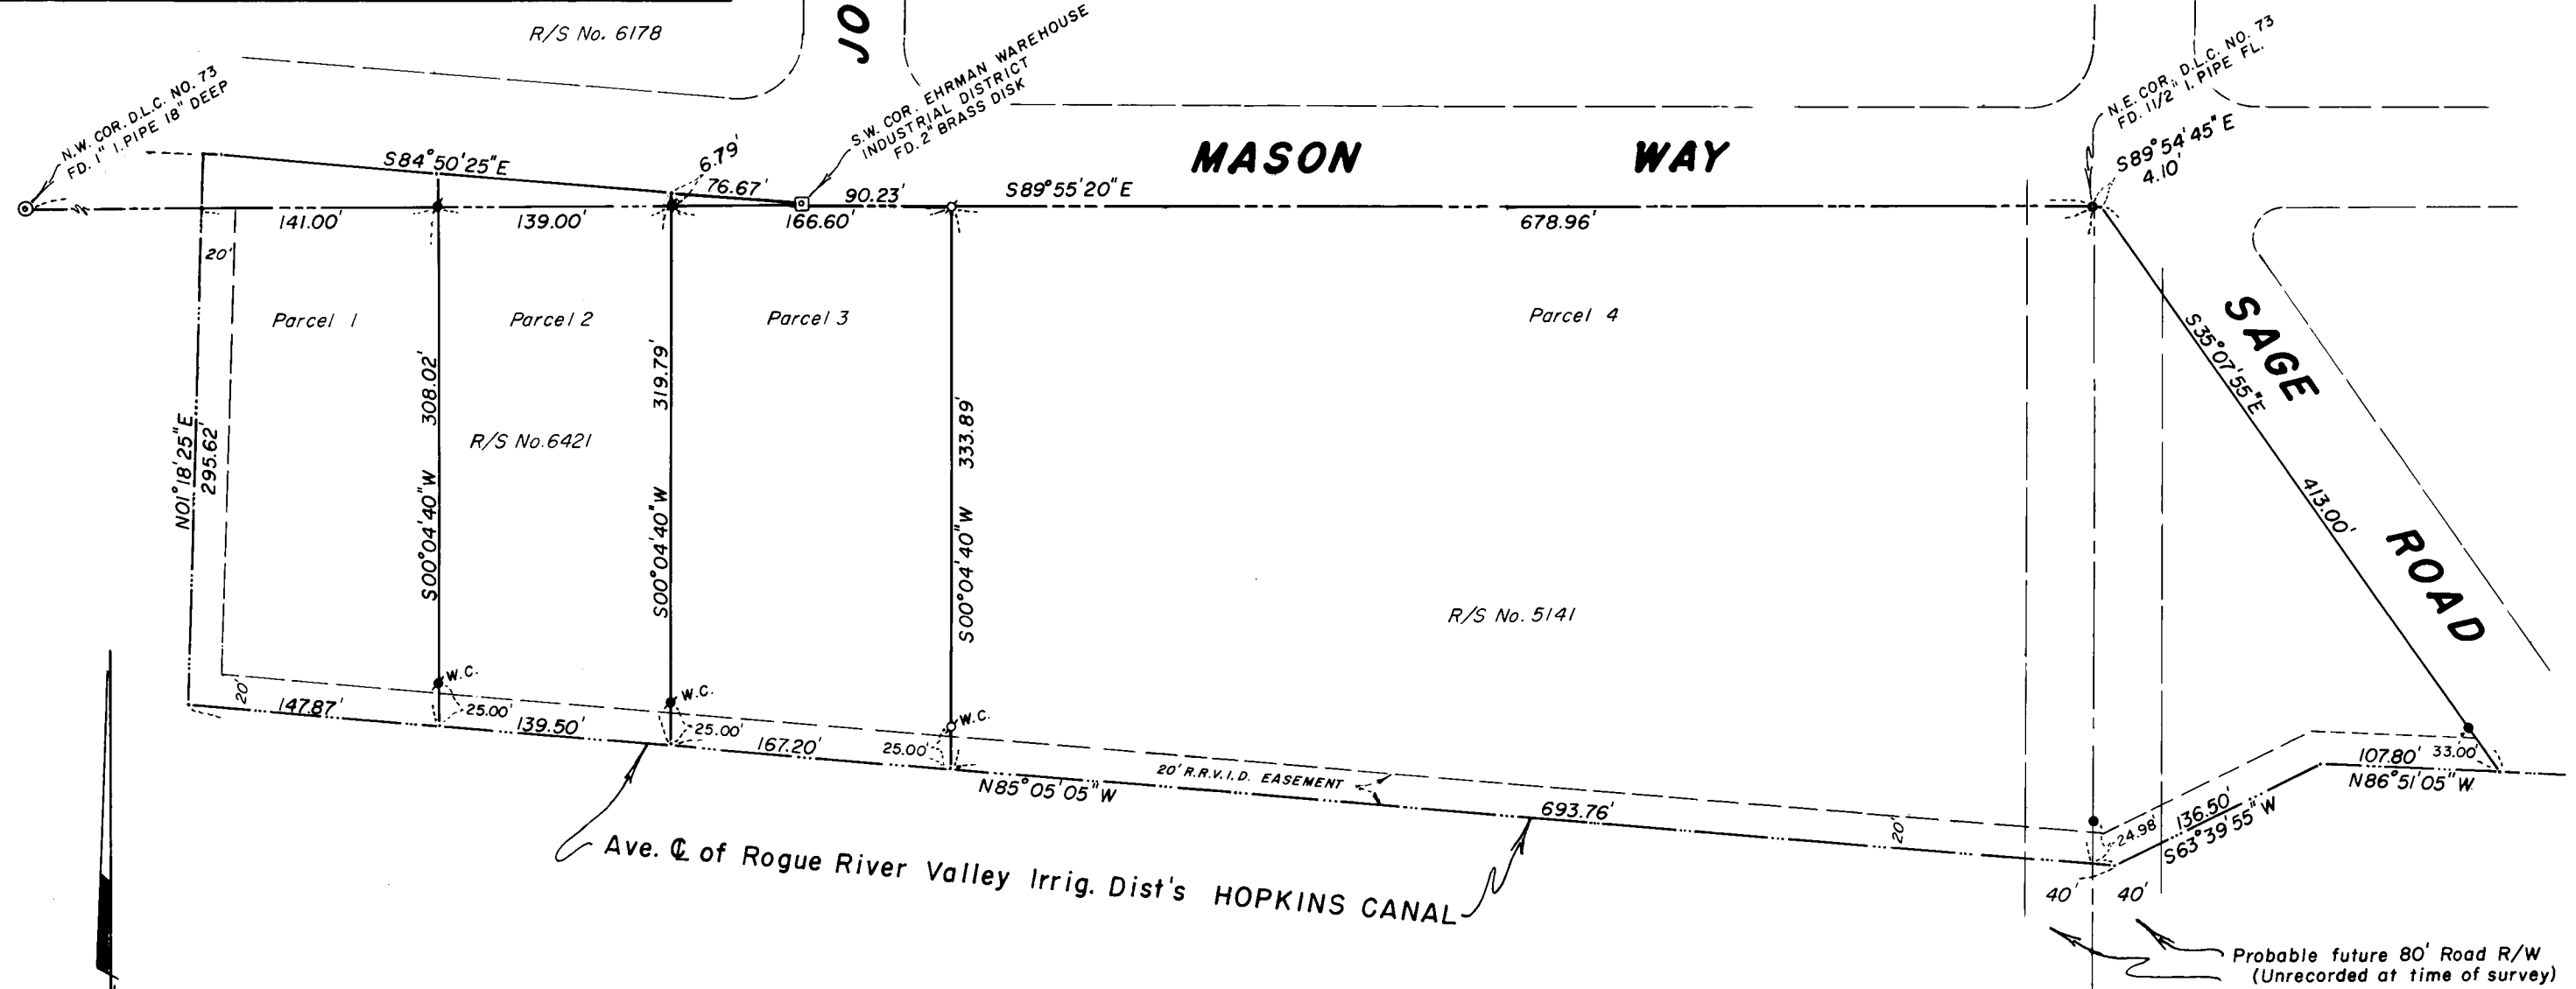 R/S No. 6178
JO
N.W. COR. D.L.C. NO. 73
FD. 1" I. PIPE 18" DEEP
S.W. COR. EHRMAN WAREHOUSE
INDUSTRIAL DISTRICT
FD. 2" BRASS DISK
N.E. COR. D.L.C. NO. 73
FD. 1 1/2" I. PIPE FL.
S89°54'45"E
4.10'
MASON WAY
S84°50'25"E
6.79'
76.67'
90.23'
S89°55'20"E
141.00'
139.00'
166.60'
678.96'
20'
Parcel 1
Parcel 2
Parcel 3
Parcel 4
SAGE ROAD
S35°07'55"E
413.00'
N01°18'25"E
295.62'
S00°04'40"W 308.02'
R/S No. 6421
S00°04'40"W 319.79'
S00°04'40"W 333.89'
R/S No. 5141
W.C.
W.C.
W.C.
20'
147.87'
25.00'
139.50'
25.00'
167.20'
25.00'
N85°05'05"W
20' R.R.V.I.D. EASEMENT
693.76'
20'
24.98'
136.50'
S63°39'55"W
107.80'
33.00'
N86°51'05"W
Ave. ℄ of Rogue River Valley Irrig. Dist's HOPKINS CANAL
40' 40'
Probable future 80' Road R/W
(Unrecorded at time of survey)